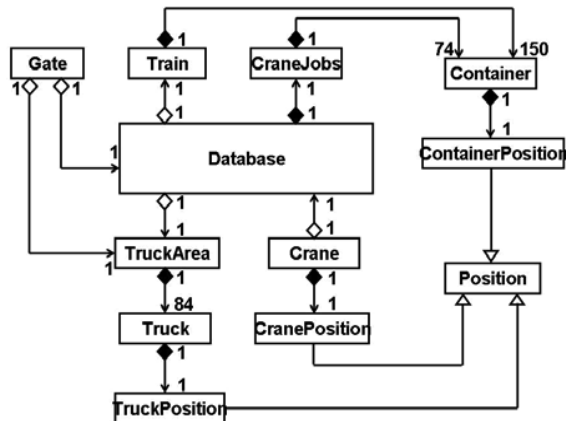 1
1
74
150
Gate
Train
CraneJobs
Container
1
1
1
1
1
1
1
1
Database
ContainerPosition
1
1
1
1
1
TruckArea
Crane
Position
1
1
1
84
1
Truck
CranePosition
1
1
TruckPosition